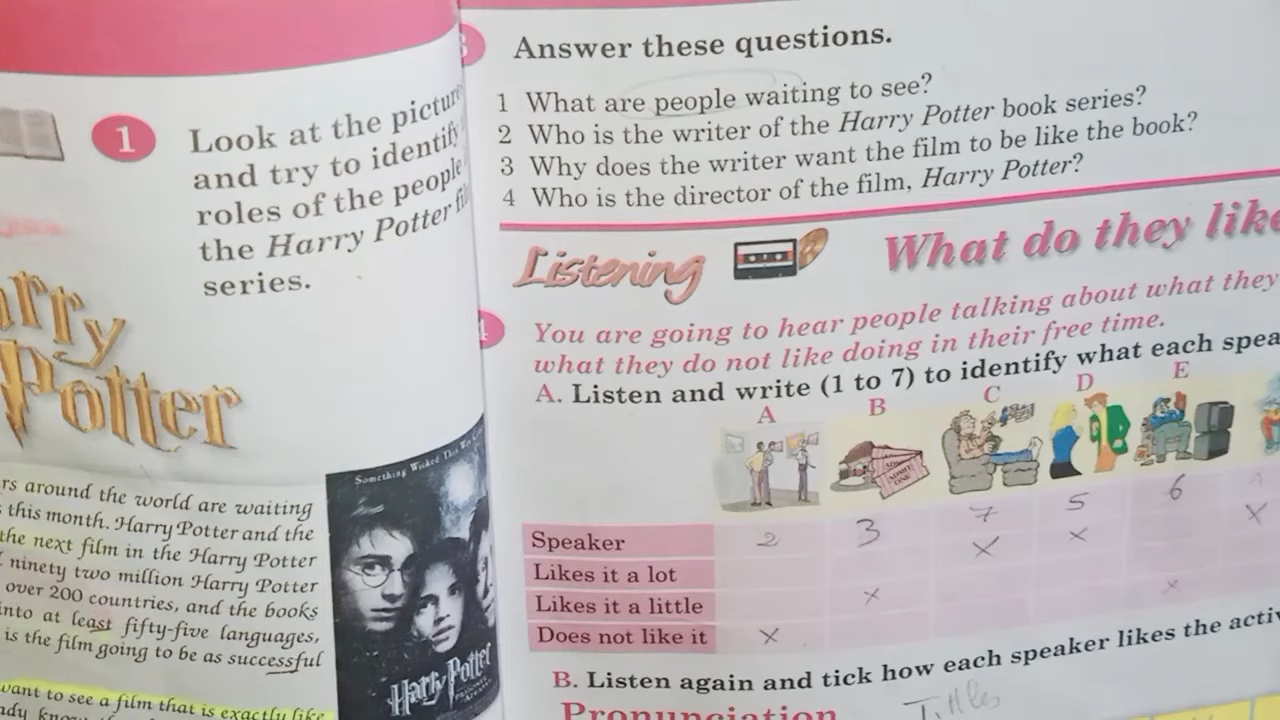 1
Look at the
and try to identify
roles of the people
the Harry Potter
series.
Potter
around the world are waiting
this month. Harry Potter and the
the next film in the Harry Potter
ninety two million Harry Potter
over 200 countries, and the books
into at least fifty-five languages,
is the film going to be as successful
want to see a film that is exactly like
Something Wicked This Way
Harry Potter
Answer these questions.
1 What are people waiting to see?
2 Who is the writer of the Harry Potter book series?
3 Why does the writer want the film to be like the book?
4 Who is the director of the film, Harry Potter?
Listening
What do they
You are going to hear people talking about what they
what they do not like doing in their free time.
A. Listen and write (1 to 7) to identify what each
A B C D E
Speaker 2 3 7 5 6
Likes it a lot X X X
Likes it a little X X
Does not like it X
B. Listen again and tick how each speaker likes the
Pronunciation